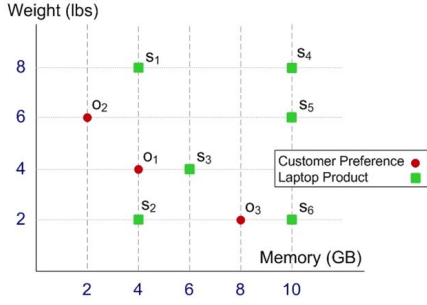 Weight (lbs)
8
s1
s4
o2
6
s5
o1
s3
4
Customer Preference
Laptop Product
s2
o3
s6
2
Memory (GB)
2 4 6 8 10